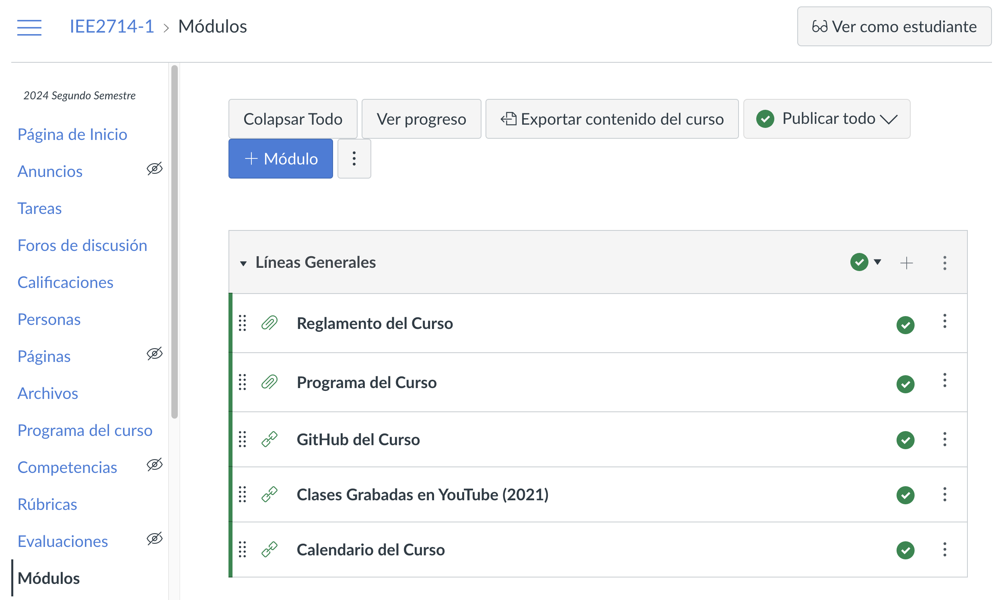 IEE2714-1 > Módulos
Ver como estudiante
2024 Segundo Semestre
Página de Inicio
Anuncios
Tareas
Foros de discusión
Calificaciones
Personas
Páginas
Archivos
Programa del curso
Competencias
Rúbricas
Evaluaciones
Módulos
Colapsar Todo
Ver progreso
Exportar contenido del curso
Publicar todo
+ Módulo
Líneas Generales
Reglamento del Curso
Programa del Curso
GitHub del Curso
Clases Grabadas en YouTube (2021)
Calendario del Curso